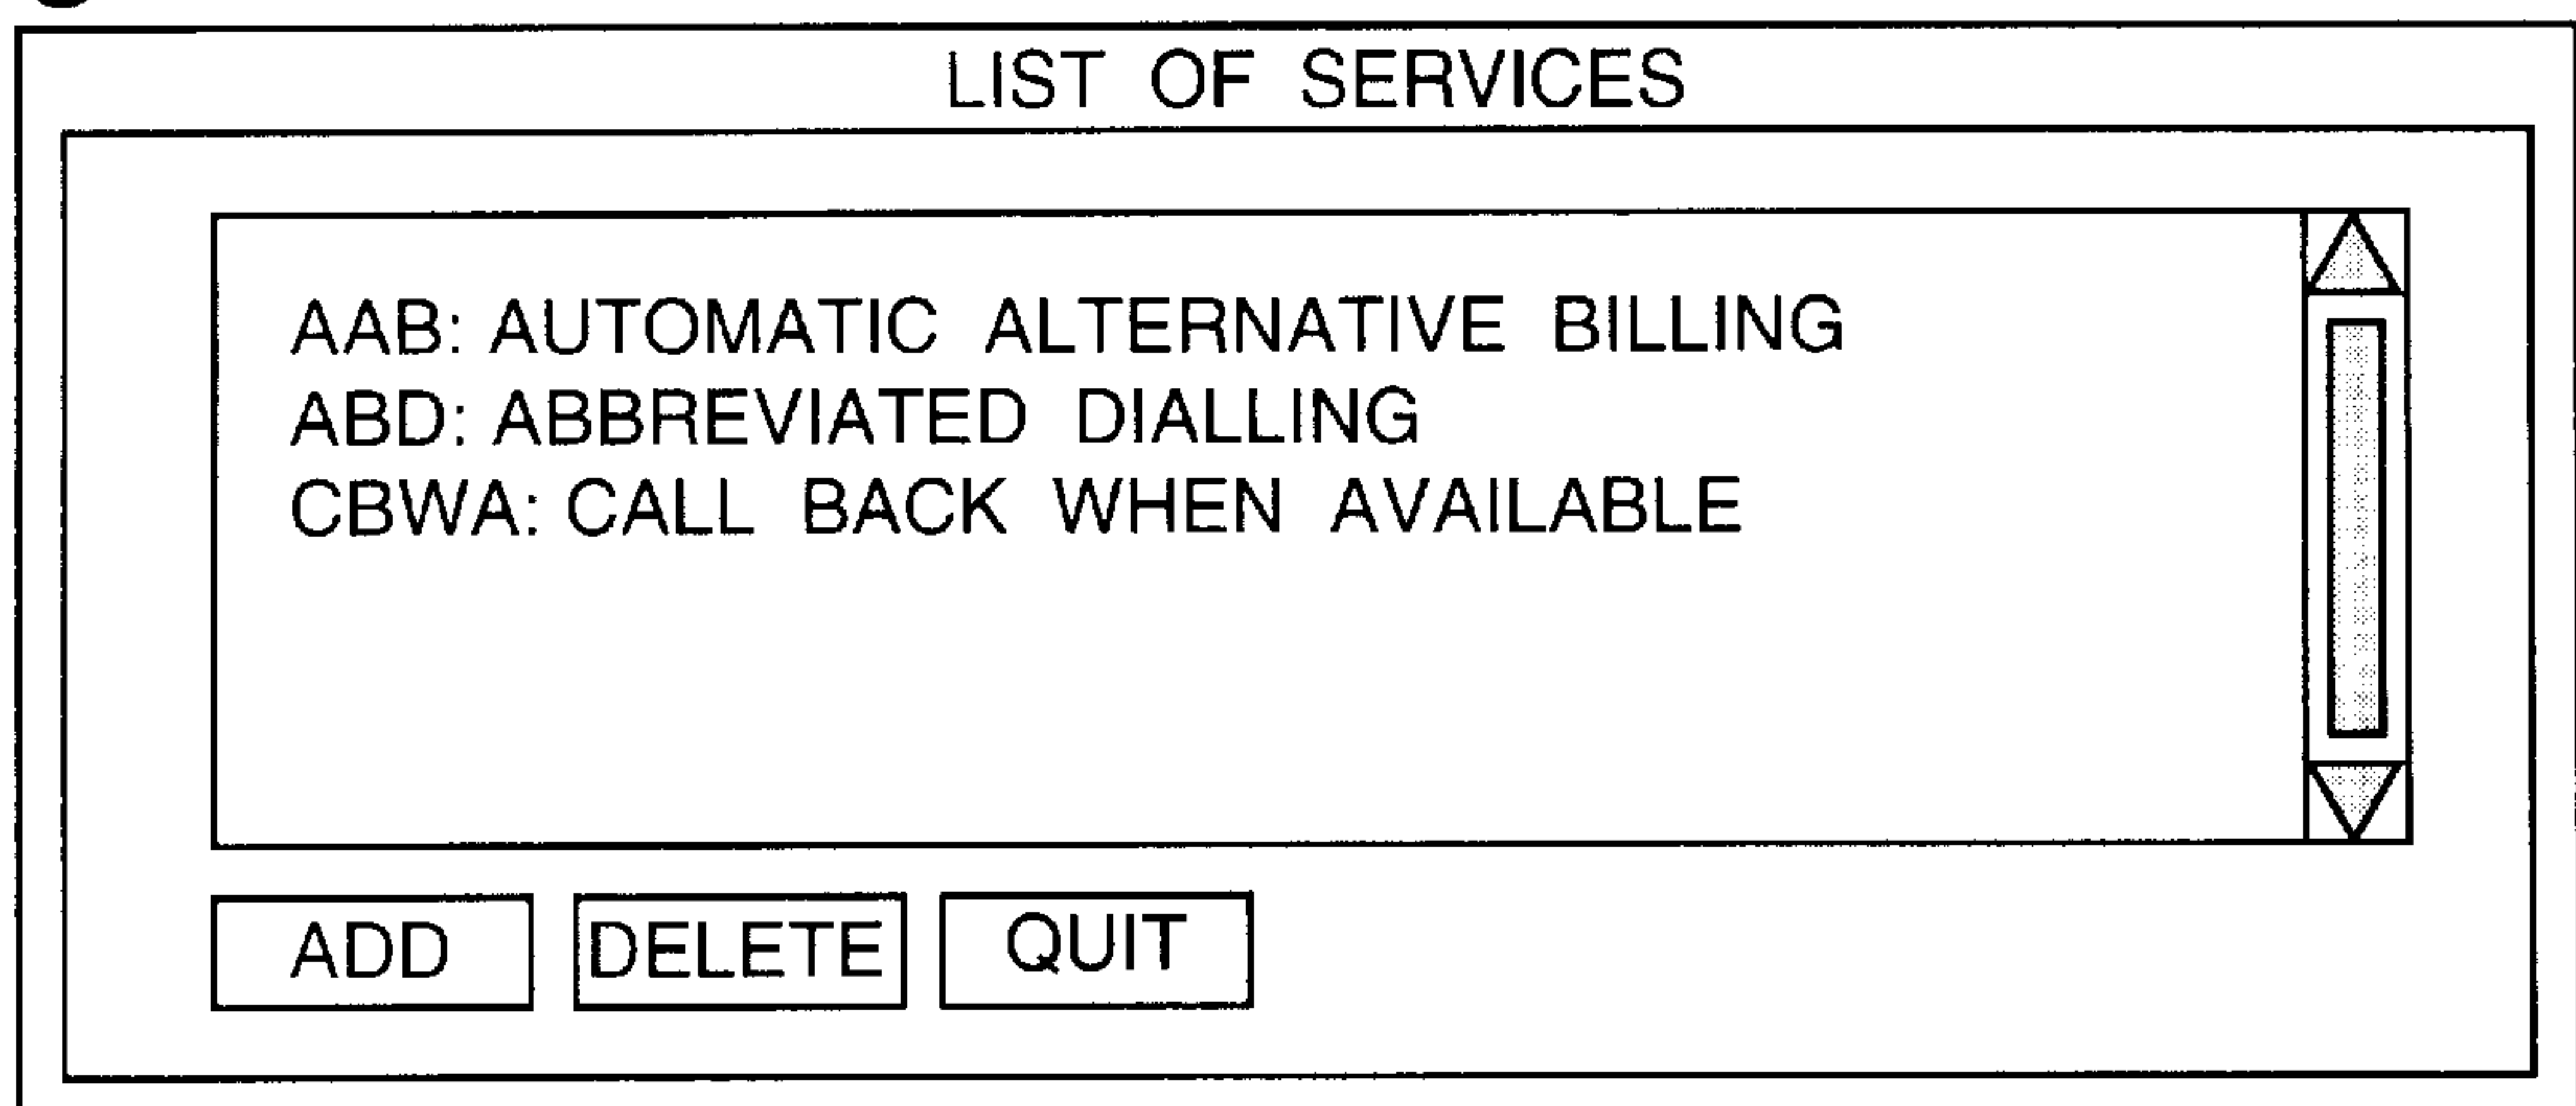 LIST OF SERVICES
AAB: AUTOMATIC ALTERNATIVE BILLING
ABD: ABBREVIATED DIALLING
CBWA: CALL BACK WHEN AVAILABLE
ADD DELETE QUIT